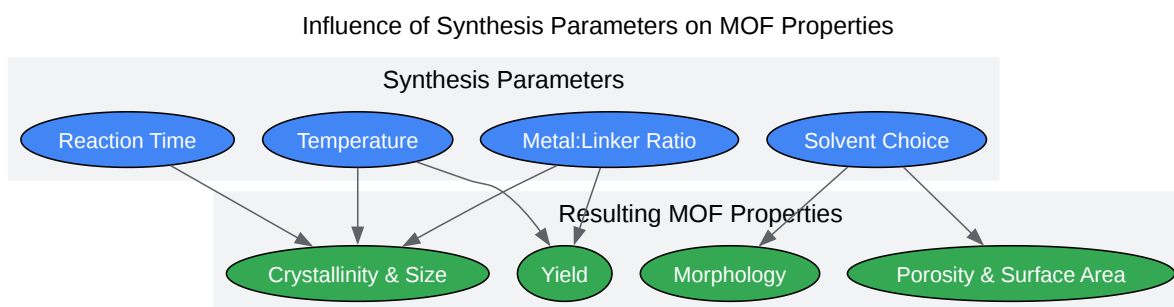 Influence of Synthesis Parameters on MOF Properties
Synthesis Parameters
Reaction Time
Temperature
Metal:Linker Ratio
Solvent Choice
Resulting MOF Properties
Crystallinity & Size
Yield
Morphology
Porosity & Surface Area